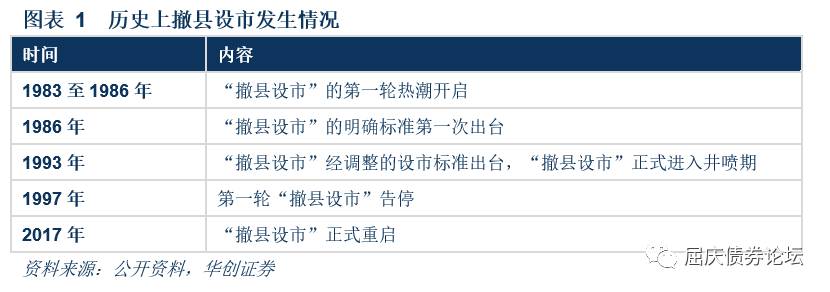 图表 1 历史上撤县设市发生情况
时间 内容
1983 至 1986 年 “撤县设市”的第一轮热潮开启
1986 年 “撤县设市”的明确标准第一次出台
1993 年 “撤县设市”经调整的设市标准出台，“撤县设市”正式进入井喷期
1997 年 第一轮“撤县设市”告停
2017 年 “撤县设市”正式重启
资料来源：公开资料，华创证券
屈庆债券论坛